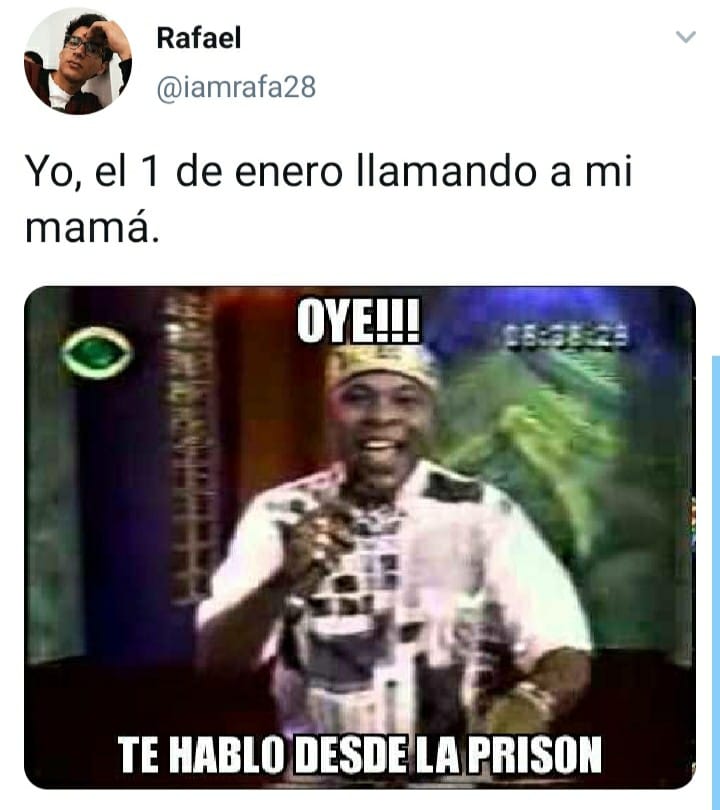 Rafael
@iamrafa28
Yo, el 1 de enero llamando a mi
mamá.
OYE!!!
TE HABLO DESDE LA PRISON